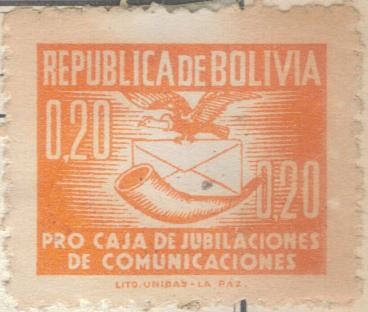 REPUBLICA DE BOLIVIA
0,20
0,20
PRO CAJA DE JUBILACIONES
DE COMUNICACIONES
LITO. UNIDAS - LA PAZ.